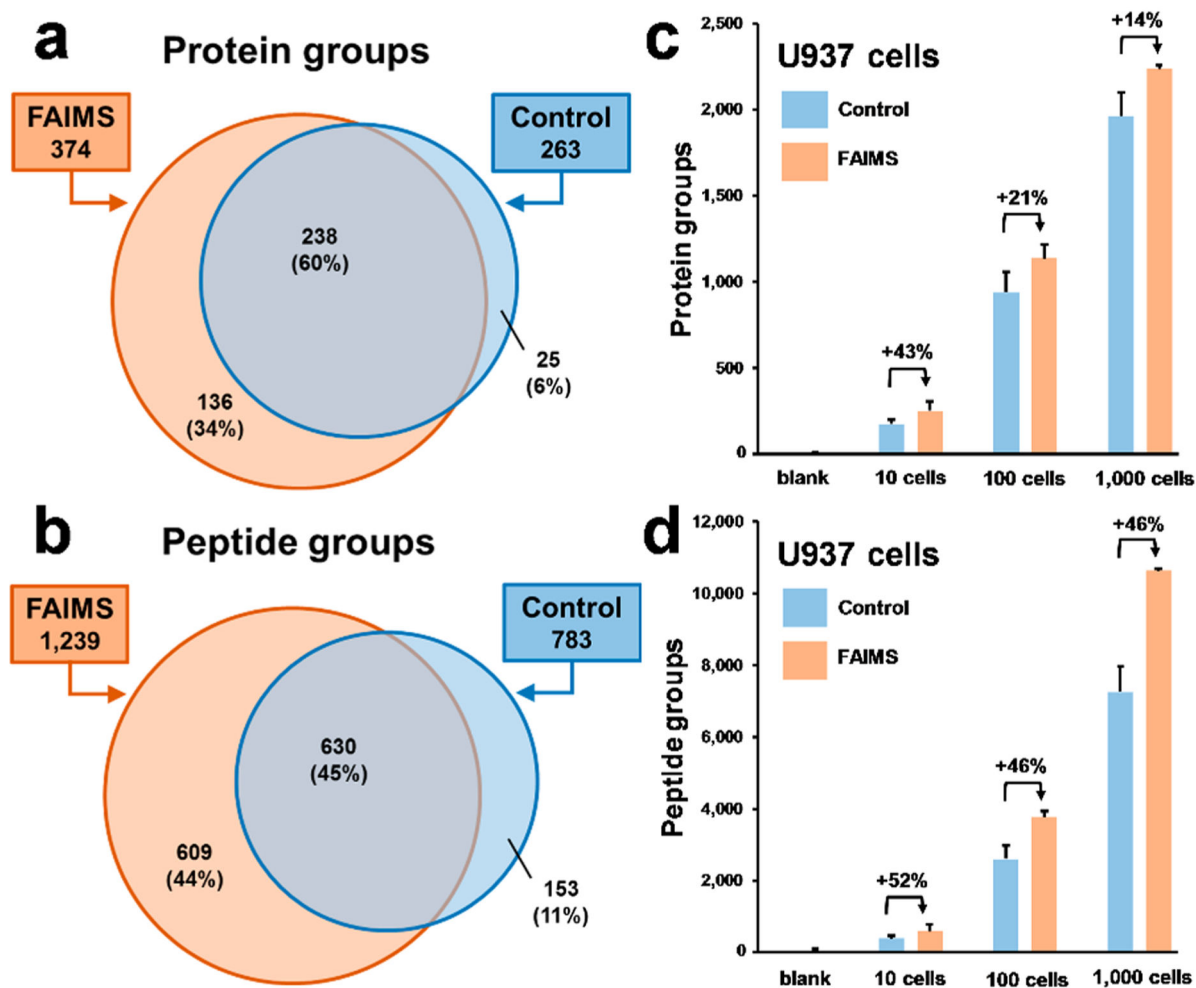 a
Protein groups
FAIMS
374
Control
263
238
(60%)
25
(6%)
136
(34%)
b
Peptide groups
FAIMS
1,239
Control
783
630
(45%)
609
(44%)
153
(11%)
c
U937 cells
Control
FAIMS
Protein groups
2,500
2,000
1,500
1,000
500
0
+43%
+21%
+14%
blank
10 cells
100 cells
1,000 cells
d
U937 cells
Control
FAIMS
Peptide groups
12,000
10,000
8,000
6,000
4,000
2,000
0
+52%
+46%
+46%
blank
10 cells
100 cells
1,000 cells